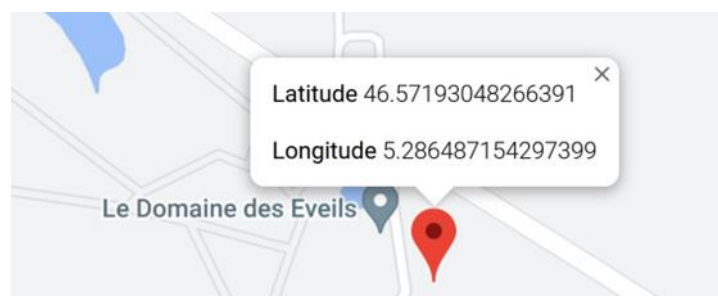 Latitude 46.57193048266391
Longitude 5.286487154297399
Le Domaine des Eveils